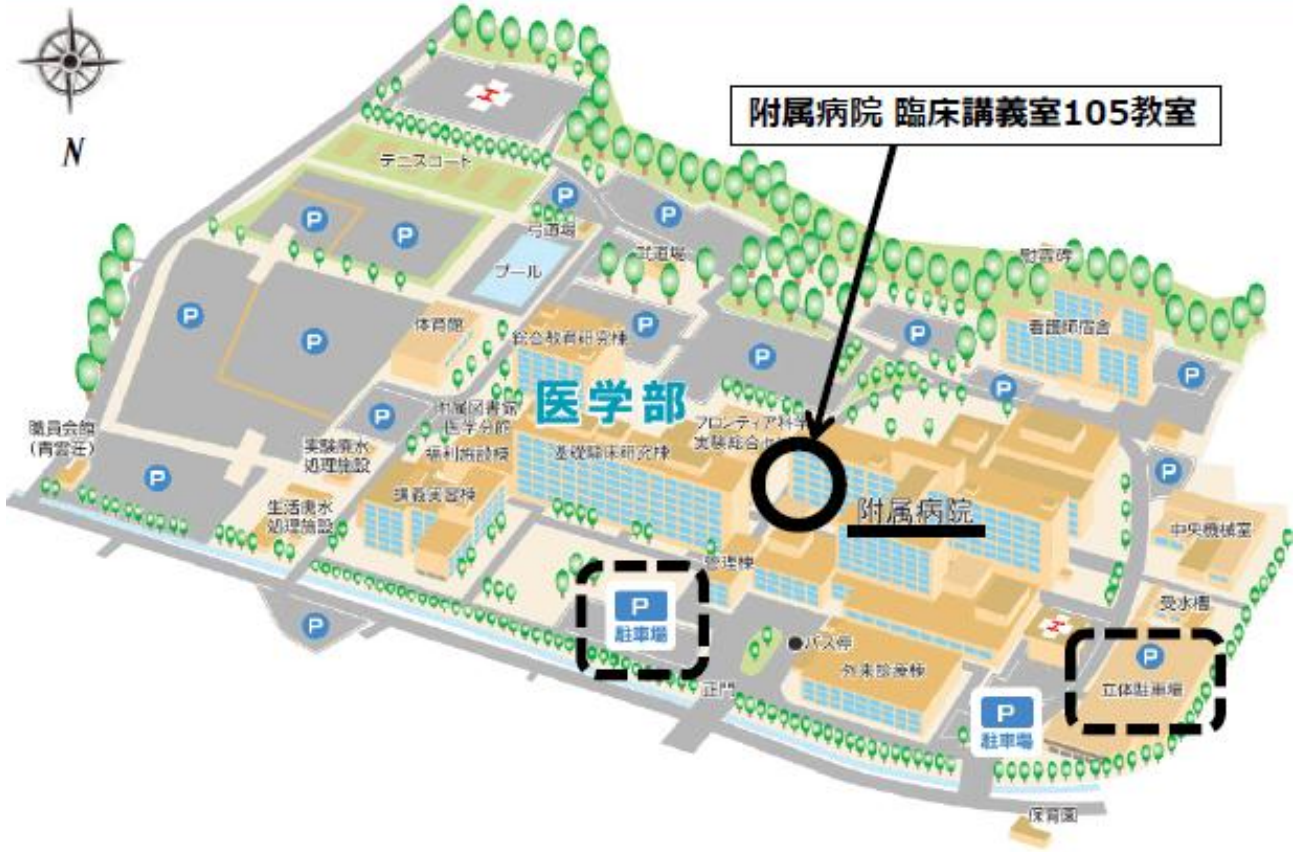 附属病院 臨床講義室105教室
N
H
テニスコート
P
P
P
P
弓道場
武道場
慰霊碑
プール
P
P
体育館
総合教育研究棟
P
P
P
看護師宿舎
P
P
医学部
P
附属図書館
医学分館
フロンティア科学
実験総合セ
職員会館
(青雲荘)
実験廃水
処理施設
福利施設棟
基礎臨床研究棟
P
P
講義実習棟
附属病院
生活廃水
処理施設
中央機械室
管理棟
P
駐車場
P
受水槽
H
バス停
外来診療棟
P
立体駐車場
正門
P
駐車場
保育園